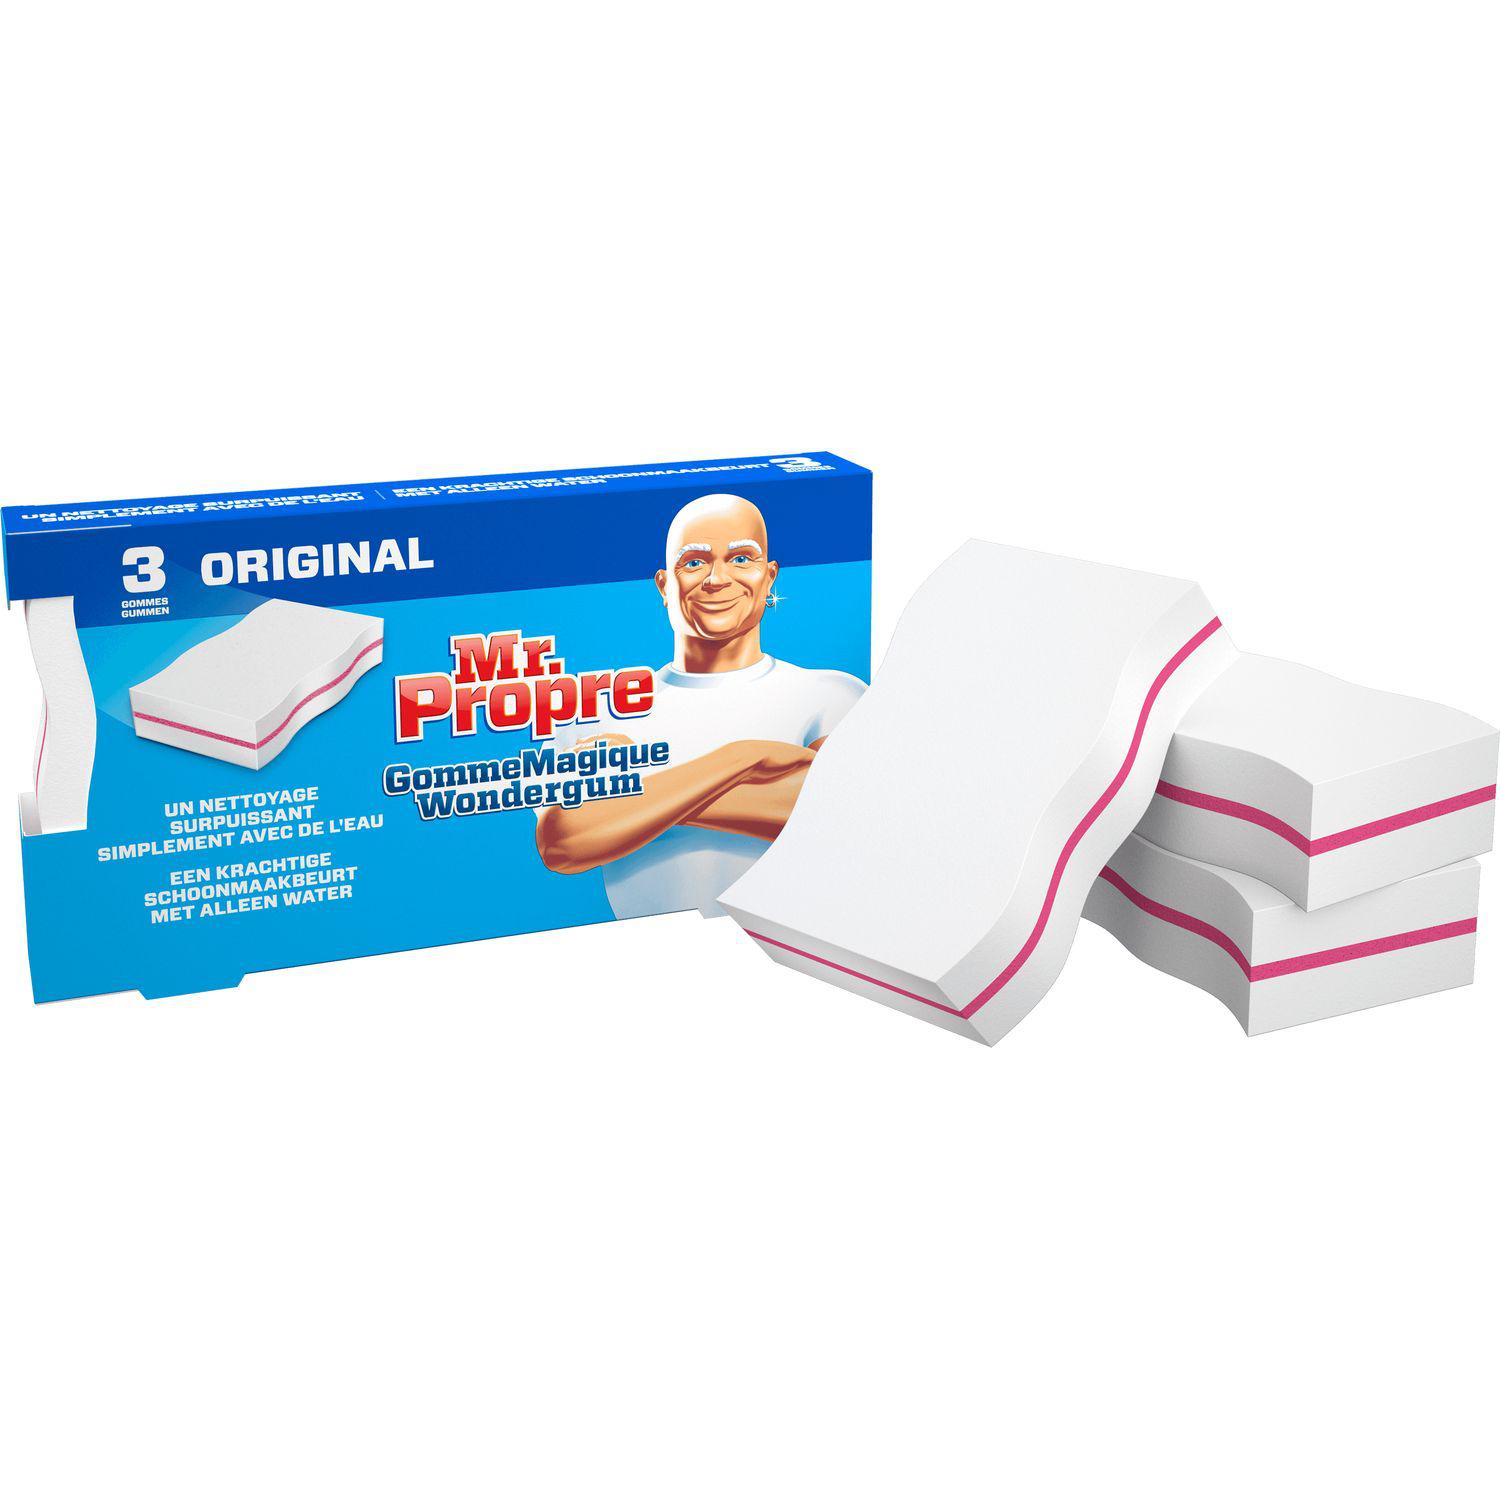 UN NETTOYAGE SURPUISSANT
SIMPLEMENT AVEC DE L'EAU
EEN KRACHTIGE SCHOONMAAKBEURT
MET ALLEEN WATER
3
3
GOMMES
GUMMEN
ORIGINAL
Mr.
Propre
GommeMagique
Wondergum
UN NETTOYAGE
SURPUISSANT
SIMPLEMENT AVEC DE L'EAU
EEN KRACHTIGE
SCHOONMAAKBEURT
MET ALLEEN WATER